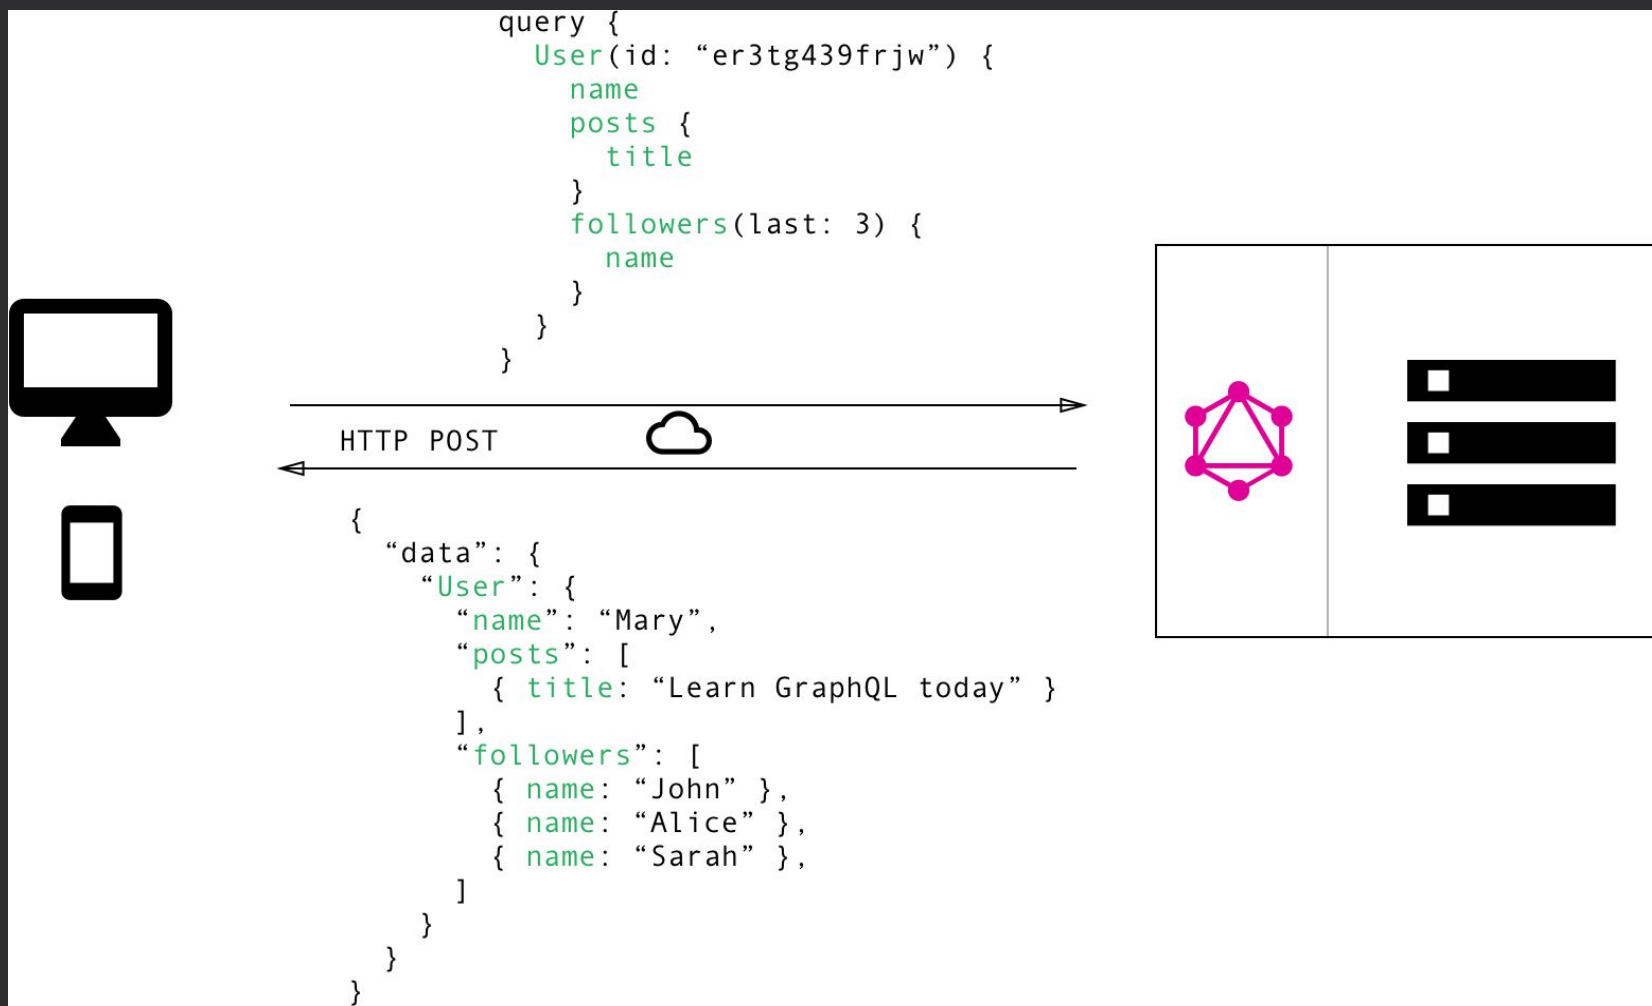 query {
  User(id: “er3tg439frjw”) {
    name
    posts {
      title
    }
    followers(last: 3) {
      name
    }
  }
}
HTTP POST
{
  “data”: {
    “User”: {
      “name”: “Mary”,
      “posts”: [
        { title: “Learn GraphQL today” }
      ],
      “followers”: [
        { name: “John” },
        { name: “Alice” },
        { name: “Sarah” },
      ]
    }
  }
}